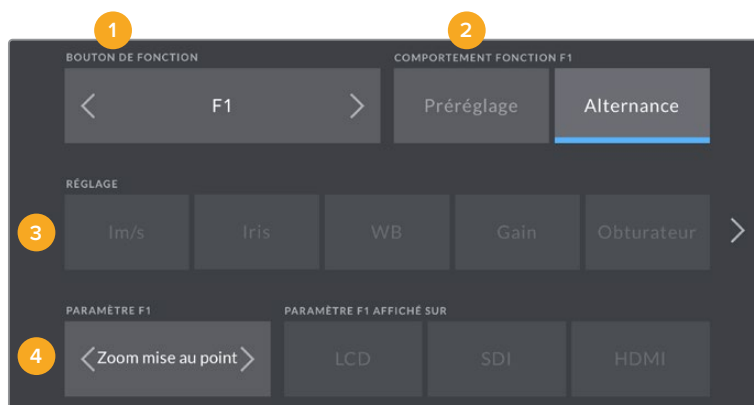 1
2
BOUTON DE FONCTION
COMPORTEMENT FONCTION F1
F1
Préréglage
Alternance
RÉGLAGE
3
Im/s
Iris
WB
Gain
Obturateur
PARAMÈTRE F1
PARAMÈTRE F1 AFFICHÉ SUR
4
Zoom mise au point
LCD
SDI
HDMI